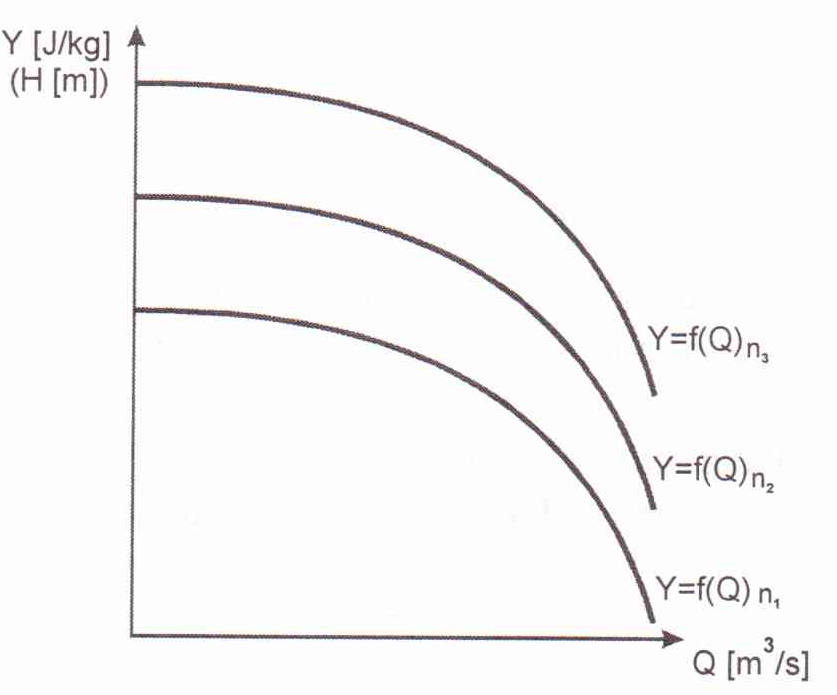 Y [J/kg]
(H [m])
Y=f(Q)n₃
Y=f(Q)n₂
Y=f(Q) n₁
Q [m³/s]